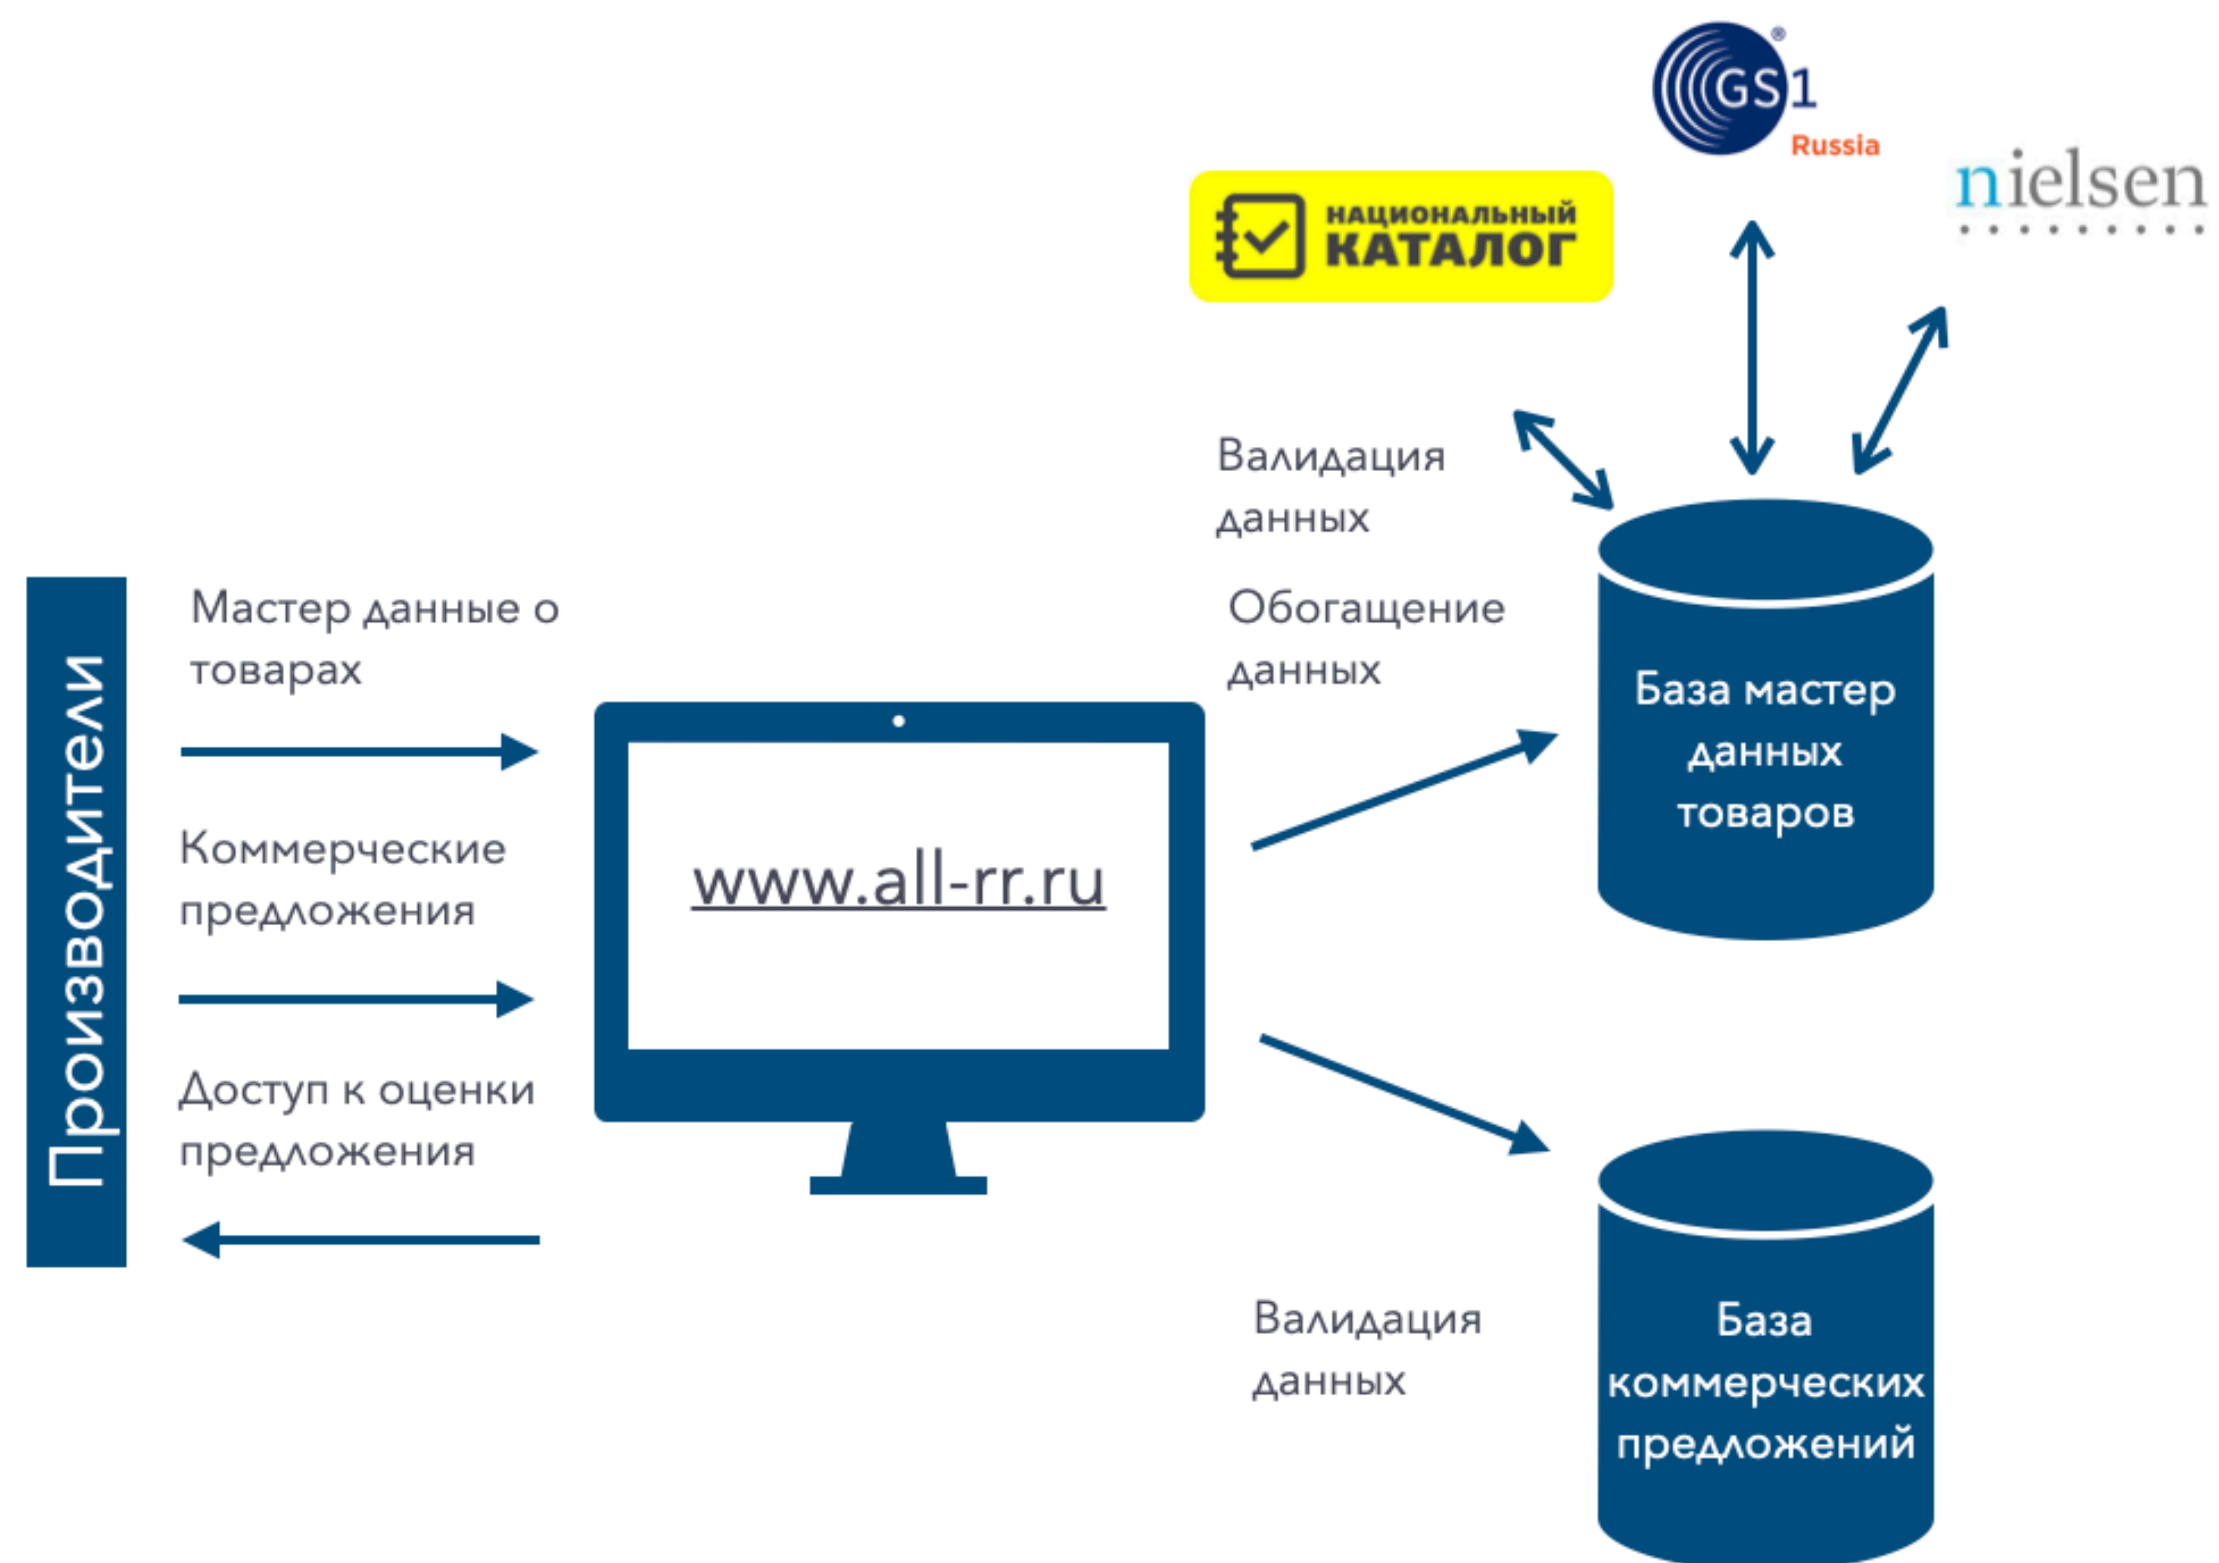 GS1
®
Russia
nielsen
НАЦИОНАЛЬНЫЙ
КАТАЛОГ
Валидация
данных
Обогащение
данных
Мастер данные о
товарах
Коммерческие
предложения
Доступ к оценки
предложения
Производители
www.all-rr.ru
База мастер
данных
товаров
Валидация
данных
База
коммерческих
предложений